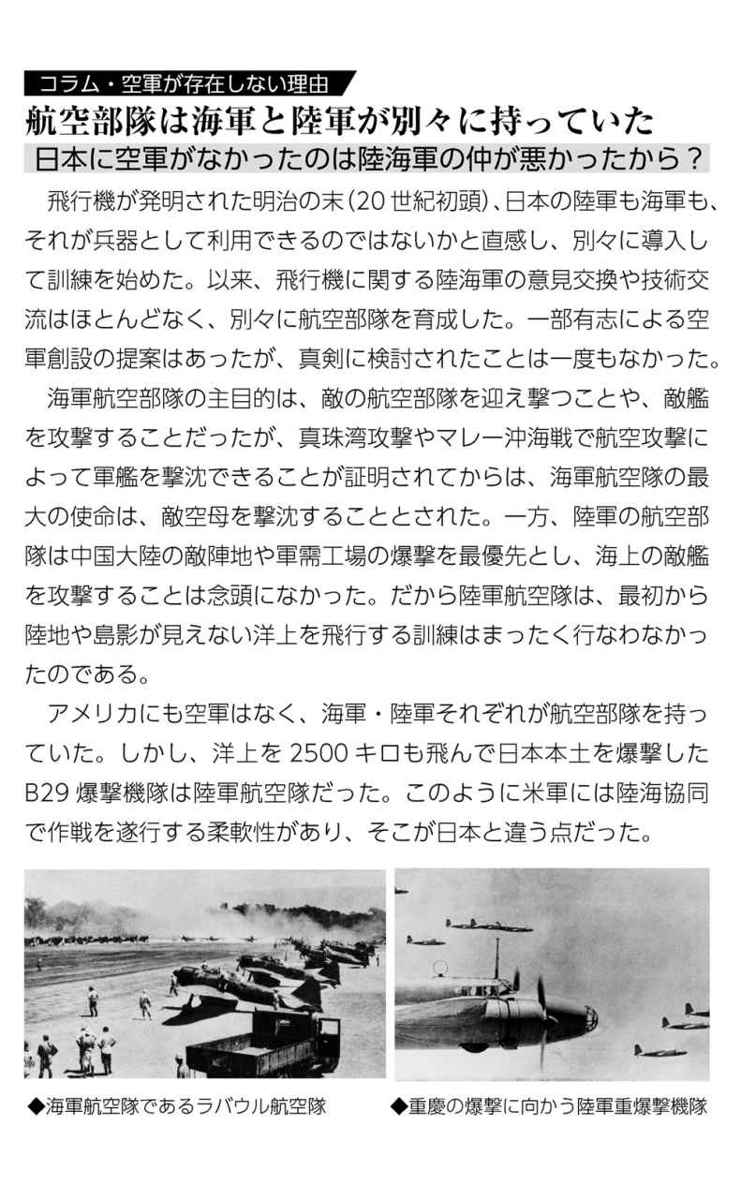 コラム・空軍が存在しない理由
航空部隊は海軍と陸軍が別々に持っていた
日本に空軍がなかったのは陸海軍の仲が悪かったから？
飛行機が発明された明治の末（20世紀初頭）、日本の陸軍も海軍も、
それが兵器として利用できるのではないかと直感し、別々に導入し
て訓練を始めた。以来、飛行機に関する陸海軍の意見交換や技術交
流はほとんどなく、別々に航空部隊を育成した。一部有志による空
軍創設の提案はあったが、真剣に検討されたことは一度もなかった。
海軍航空部隊の主目的は、敵の航空部隊を迎え撃つことや、敵艦
を攻撃することだったが、真珠湾攻撃やマレー沖海戦で航空攻撃に
よって軍艦を撃沈できることが証明されてからは、海軍航空隊の最
大の使命は、敵空母を撃沈することとされた。一方、陸軍の航空部
隊は中国大陸の敵陣地や軍需工場の爆撃を最優先とし、海上の敵艦
を攻撃することは念頭になかった。だから陸軍航空隊は、最初から
陸地や島影が見えない洋上を飛行する訓練はまったく行なわなかっ
たのである。
アメリカにも空軍はなく、海軍・陸軍それぞれが航空部隊を持っ
ていた。しかし、洋上を2500キロも飛んで日本本土を爆撃した
B29爆撃機隊は陸軍航空隊だった。このように米軍には陸海協同
で作戦を遂行する柔軟性があり、そこが日本と違う点だった。
◆海軍航空隊であるラバウル航空隊
◆重慶の爆撃に向かう陸軍重爆撃機隊